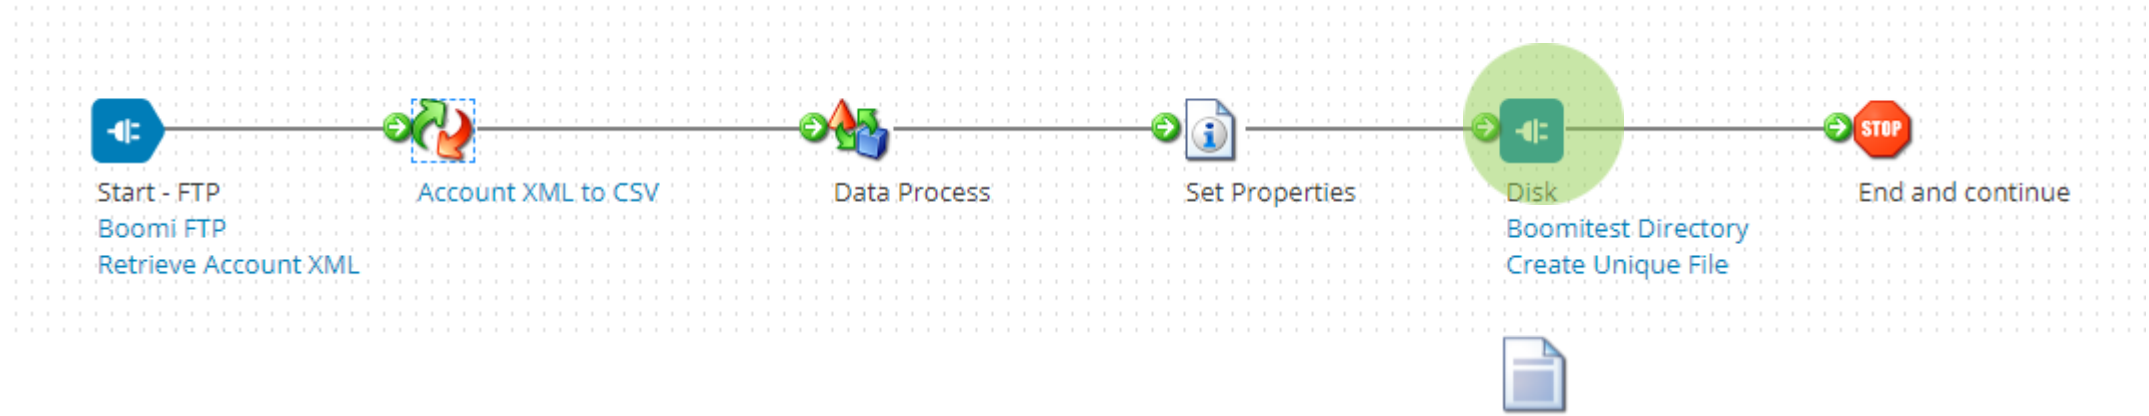 STOP
Start - FTP
Boomi FTP
Retrieve Account XML
Account XML to CSV
Data Process
Set Properties
Disk
Boomitest Directory
Create Unique File
End and continue